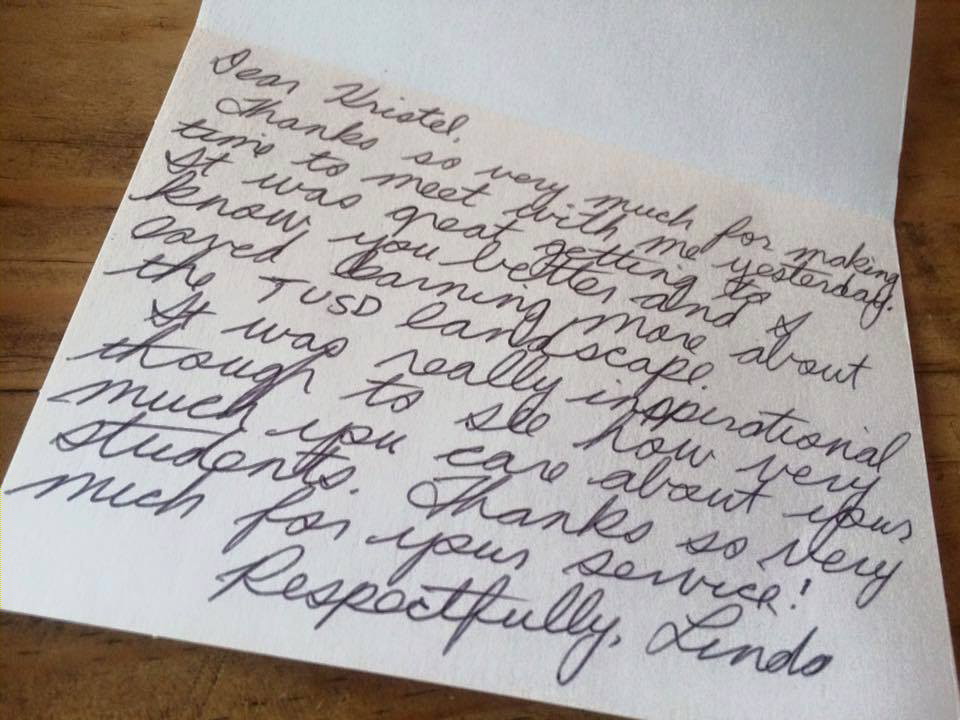 Dear Kristel,
Thanks so very much for making
time to meet with me yesterday.
It was great getting to
know you better and I
loved learning more about
the TUSD landscape.
It was really inspirational
though to see how very
much you care about your
students. Thanks so very
much for your service!
Respectfully, Linda